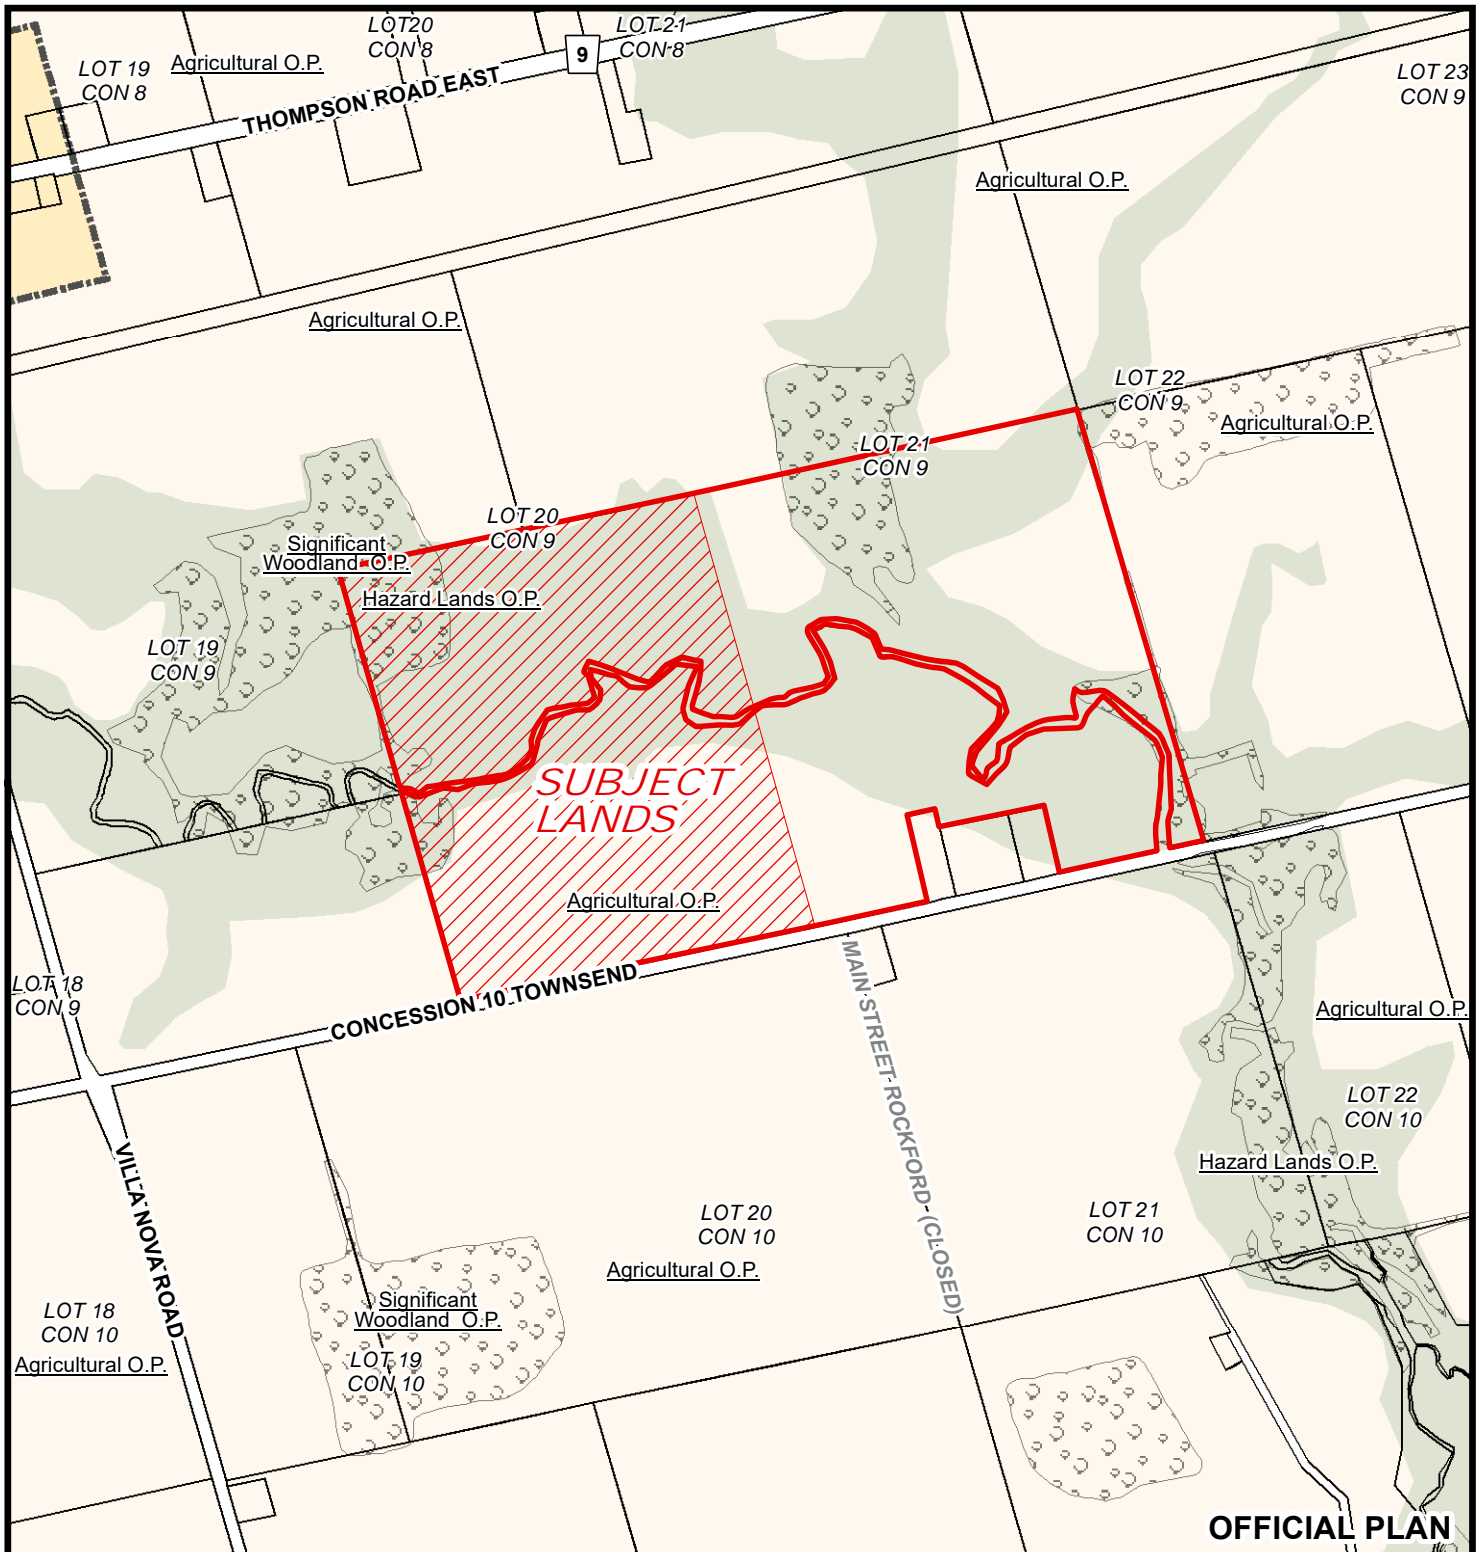 LOT20
CON 8
LOT 21
CON 8
9
Agricultural O.P.
LOT 19
CON 8
LOT 23
CON 9
THOMPSON ROAD EAST
Agricultural O.P.
Agricultural O.P.
LOT 22
CON 9
Agricultural O.P.
LOT 21
CON 9
LOT 20
CON 9
Significant
Woodland O.P.
Hazard Lands O.P.
LOT 19
CON 9
SUBJECT
LANDS
Agricultural O.P.
LOT 18
CON 9
CONCESSION 10 TOWNSEND
MAIN STREET ROCKFORD (CLOSED)
Agricultural O.P.
LOT 22
CON 10
Hazard Lands O.P.
VILLA NOVA ROAD
LOT 20
CON 10
LOT 21
CON 10
Agricultural O.P.
Significant
Woodland O.P.
LOT 18
CON 10
Agricultural O.P.
LOT 19
CON 10
OFFICIAL PLAN